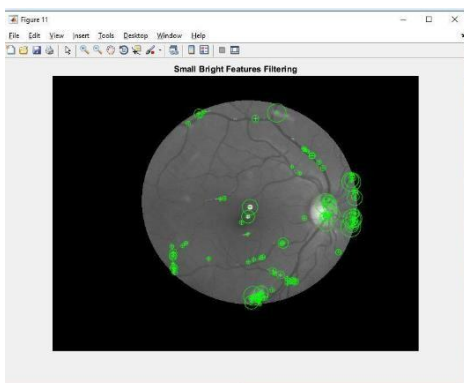 Figure 11
File Edit View Insert Tools Desktop Window Help
Small Bright Features Filtering